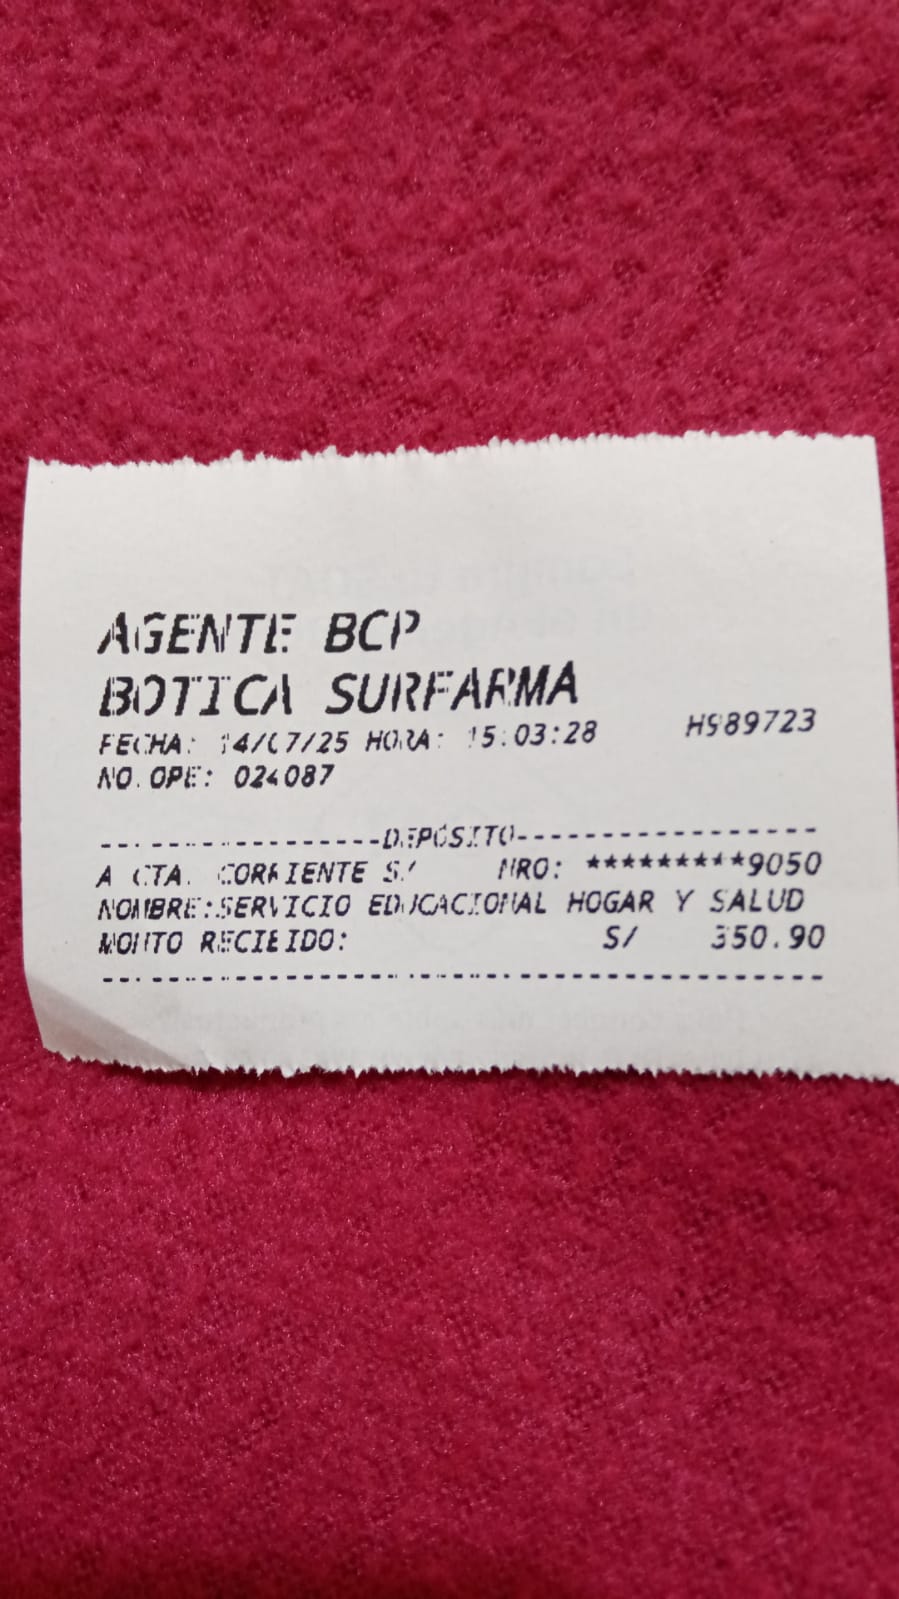 AGENTE BCP
BOTICA SURFARMA
FECHA: 14/07/25 HORA: 15:03:28 H989723
NO.OPE: 024087
------------------DEPÓSITO-------------------
A CTA. CORRIENTE S/ NRO: *********9050
NOMBRE:SERVICIO EDUCACIONAL HOGAR Y SALUD
MONTO RECIBIDO: S/ 350.90